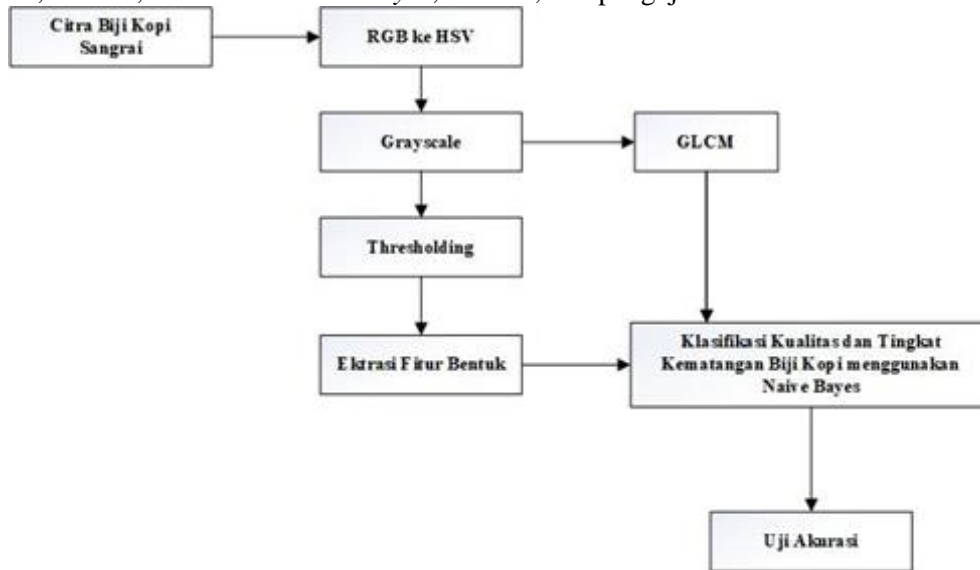 Citra Biji Kopi
Sangrai
RGB ke HSV
Grayscale
GLCM
Thresholding
Ektrasi Fitur Bentuk
Klasifikasi Kualitas dan Tingkat
Kematangan Biji Kopi menggunakan
Naive Bayes
Uji Akurasi